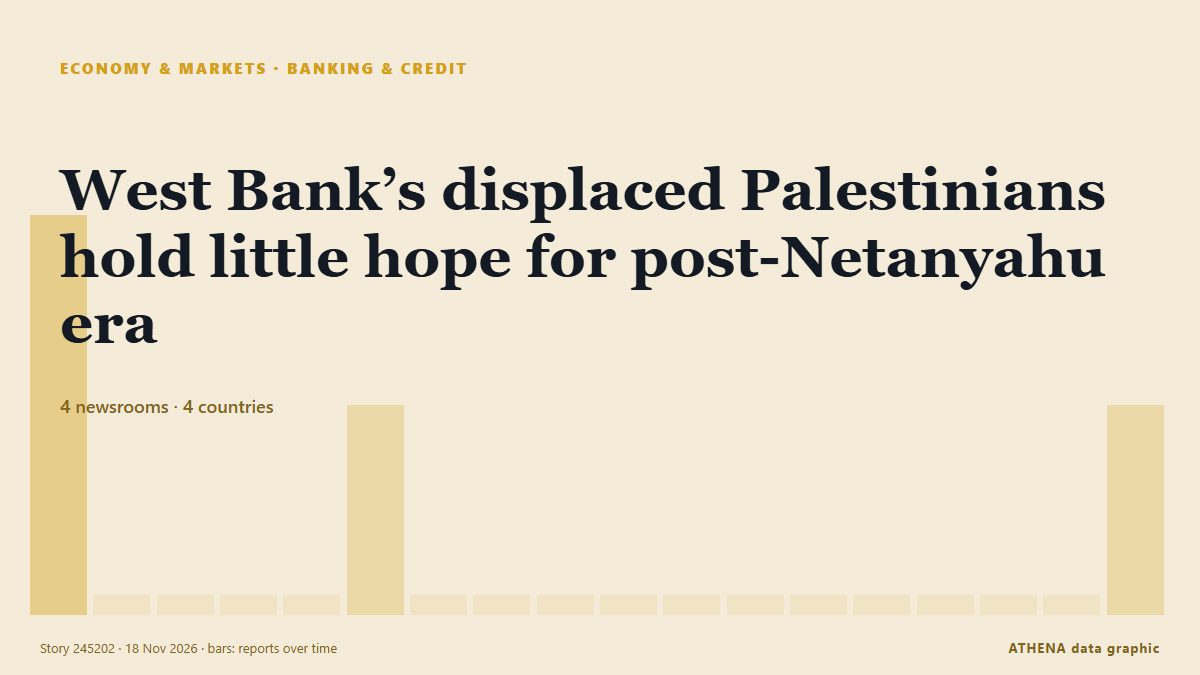 ECONOMY & MARKETS · BANKING & CREDIT
West Bank’s displaced Palestinians
hold little hope for post-Netanyahu
era
4 newsrooms · 4 countries
Story 245202 · 18 Nov 2026 · bars: reports over time
ATHENA data graphic